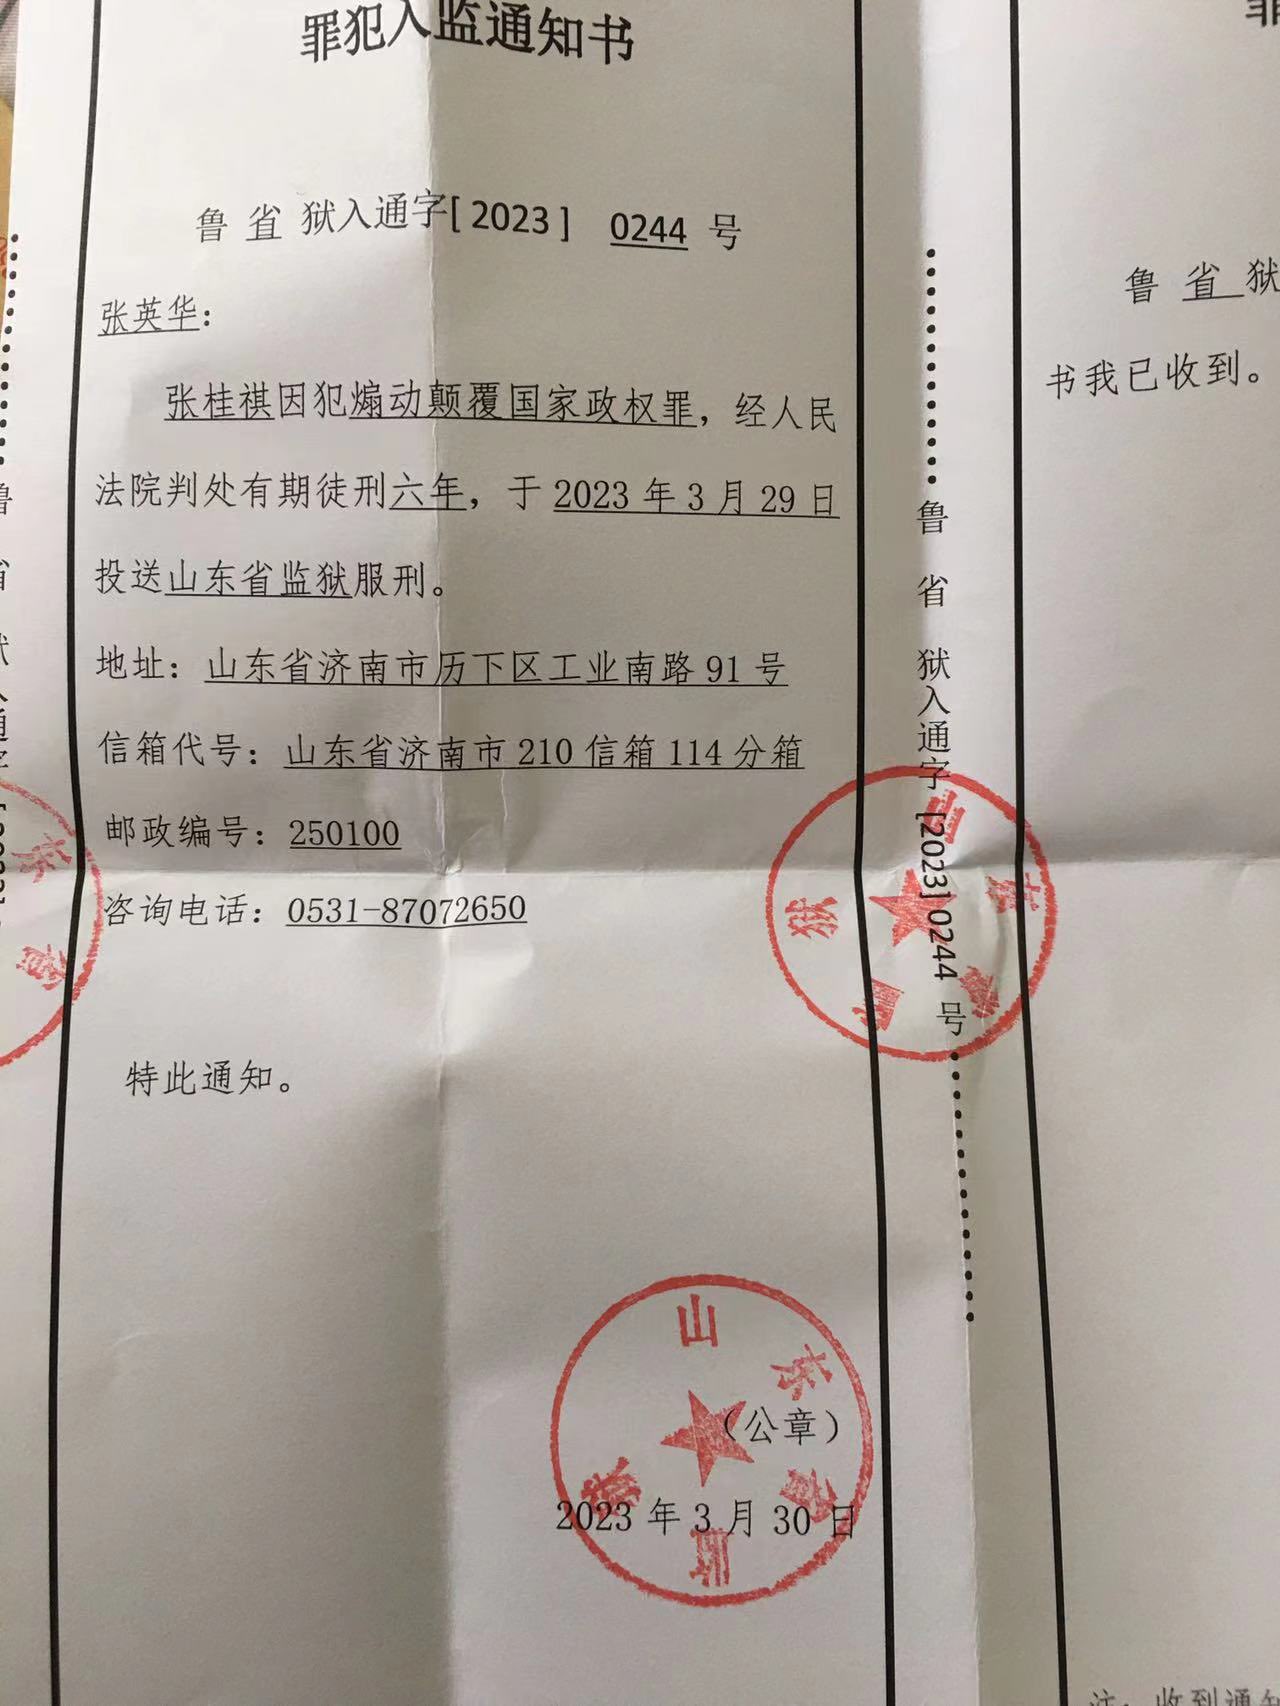 罪犯入监通知书
鲁 省 狱入通字[ 2023 ] 0244 号
张英华:
张桂祺因犯煽动颠覆国家政权罪，经人民
法院判处有期徒刑六年，于 2023 年 3 月 29 日
投送山东省监狱服刑。
地址：山东省济南市历下区工业南路 91 号
信箱代号：山东省济南市 210 信箱 114 分箱
邮政编号：250100
咨询电话：0531-87072650
特此通知。
（公章）
2023 年 3 月 30 日
山东省监狱
鲁 省 狱入通字 [2023] 0244 号
山东省监狱
鲁 省 狱
书我已收到。